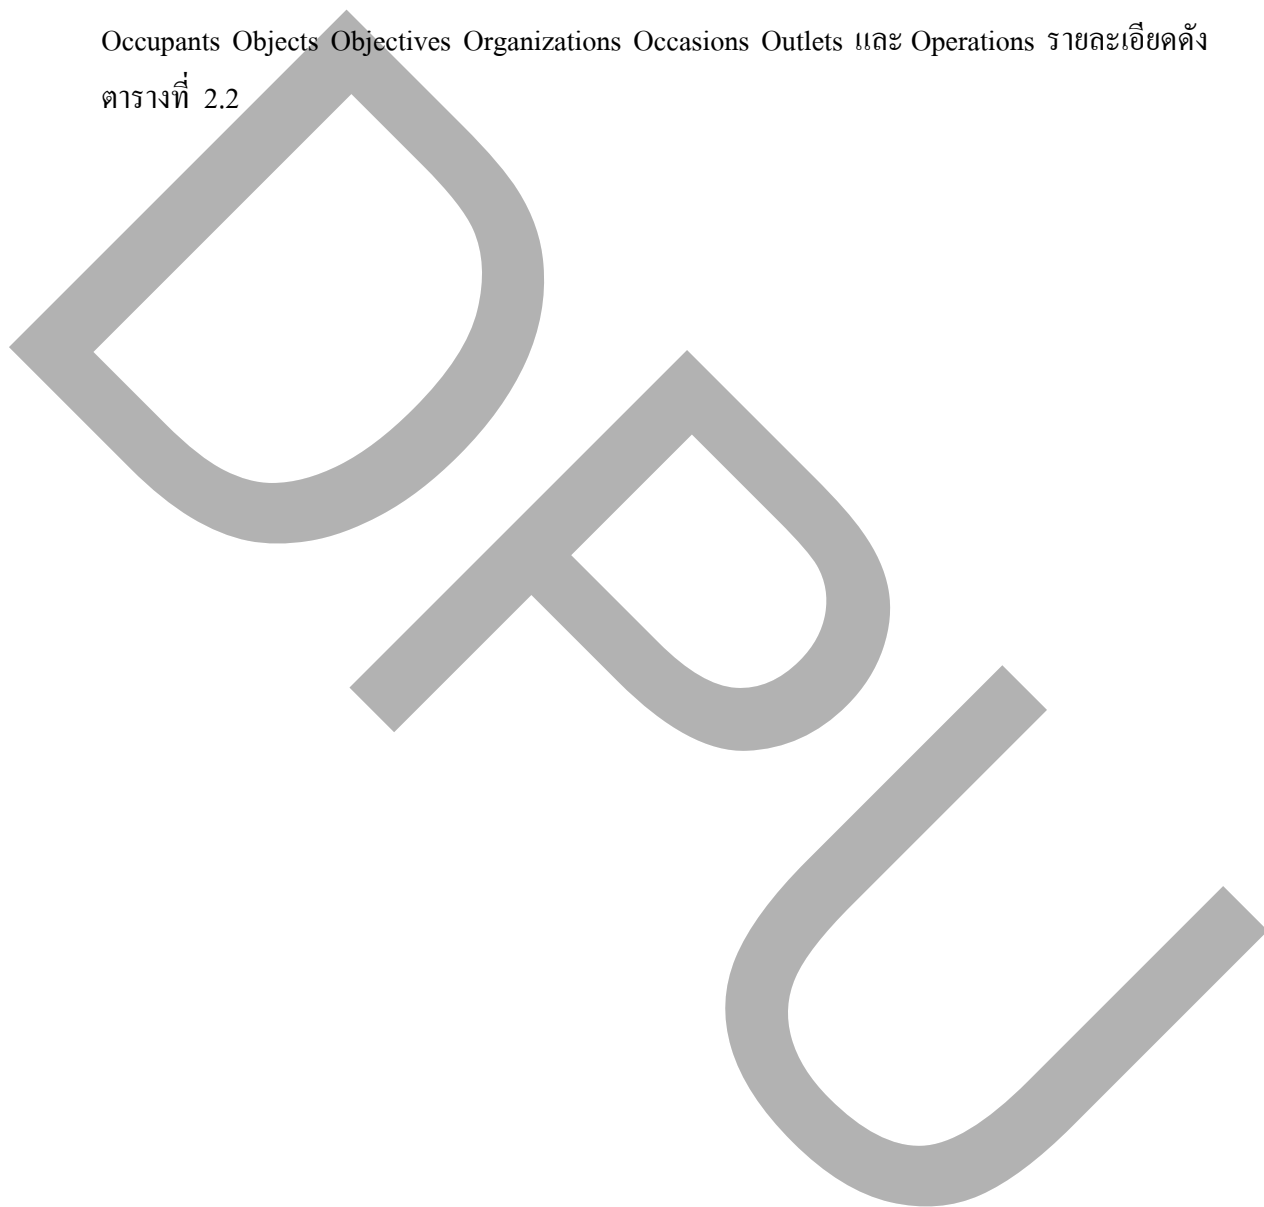 Occupants Objects Objectives Organizations Occasions Outlets และ Operations รายละเอียดดัง
ตารางที่ 2.2
DPU